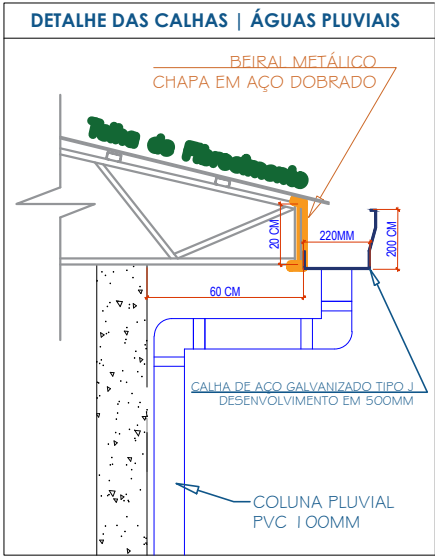 DETALHE DAS CALHAS | ÁGUAS PLUVIAIS
BEIRAL METÁLICO
CHAPA EM AÇO DOBRADO
Telha de Fibrocimento
20 CM
220MM
200 CM
60 CM
CALHA DE AÇO GALVANIZADO TIPO J
DESENVOLVIMENTO EM 500MM
COLUNA PLUVIAL
PVC 100MM